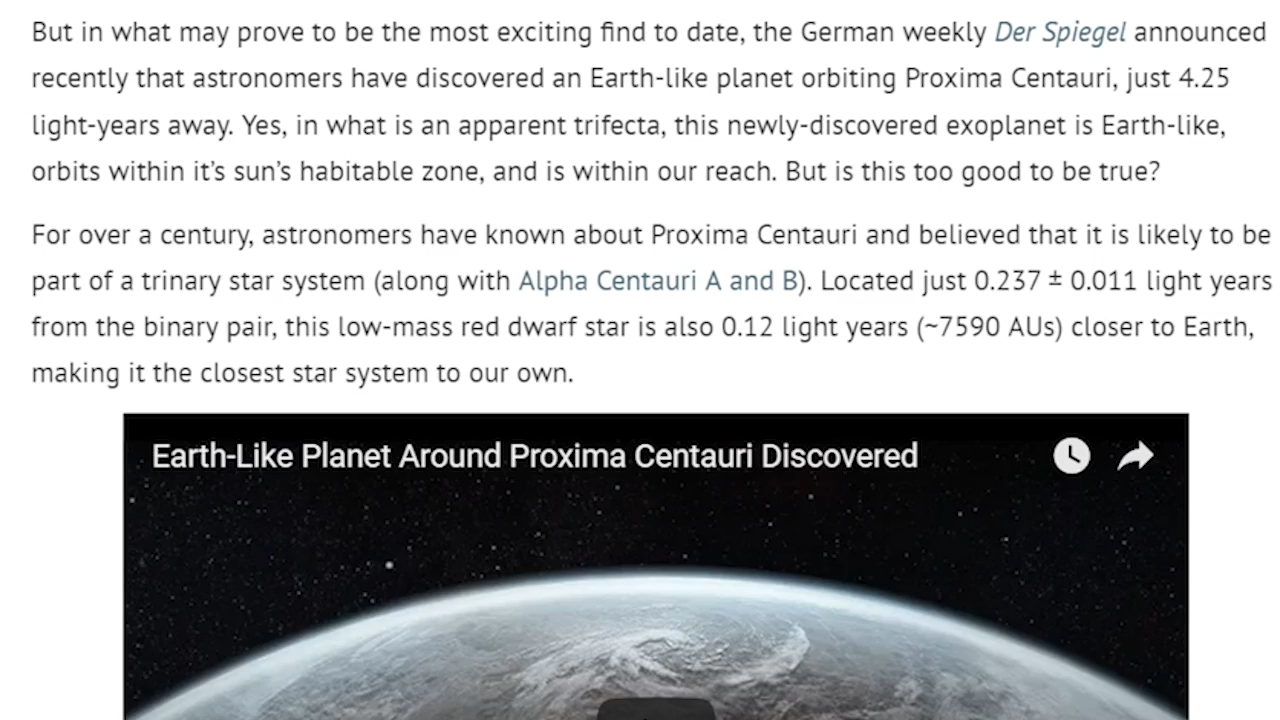 But in what may prove to be the most exciting find to date, the German weekly Der Spiegel announced
recently that astronomers have discovered an Earth-like planet orbiting Proxima Centauri, just 4.25
light-years away. Yes, in what is an apparent trifecta, this newly-discovered exoplanet is Earth-like,
orbits within it’s sun’s habitable zone, and is within our reach. But is this too good to be true?
For over a century, astronomers have known about Proxima Centauri and believed that it is likely to be
part of a trinary star system (along with Alpha Centauri A and B). Located just 0.237 ± 0.011 light years
from the binary pair, this low-mass red dwarf star is also 0.12 light years (~7590 AUs) closer to Earth,
making it the closest star system to our own.
Earth-Like Planet Around Proxima Centauri Discovered